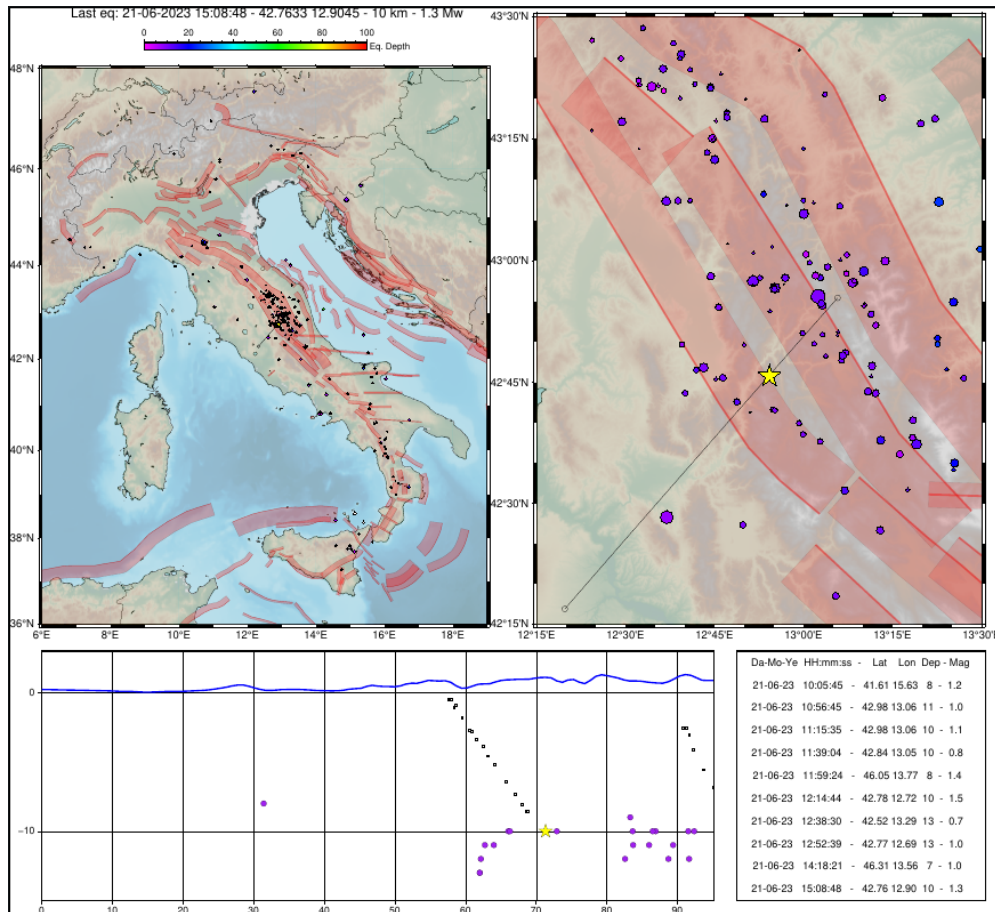 Last eq: 21-06-2023 15:08:48 - 42.7633 12.9045 - 10 km - 1.3 Mw
0 20 40 60 80 100 Eq. Depth
48°N
46°N
44°N
42°N
40°N
38°N
36°N
6°E 8°E 10°E 12°E 14°E 16°E 18°E
43°30'
43°15'
43°00'
42°45'
42°30'
42°15'
12°15' 12°30' 12°45' 13°00' 13°15' 13°30'
0
−10
0 10 20 30 40 50 60 70 80 90
Da-Mo-Ye HH:mm:ss - Lat Lon Dep - Mag
21-06-23 10:05:45 - 41.61 15.63 8 - 1.2
21-06-23 10:56:45 - 42.98 13.06 11 - 1.0
21-06-23 11:15:35 - 42.98 13.06 10 - 1.1
21-06-23 11:39:04 - 42.84 13.05 10 - 0.8
21-06-23 11:59:24 - 46.05 13.77 8 - 1.4
21-06-23 12:14:44 - 42.78 12.72 10 - 1.5
21-06-23 12:38:30 - 42.52 13.29 13 - 0.7
21-06-23 12:52:39 - 42.77 12.69 13 - 1.0
21-06-23 14:18:21 - 46.31 13.56 7 - 1.0
21-06-23 15:08:48 - 42.76 12.90 10 - 1.3